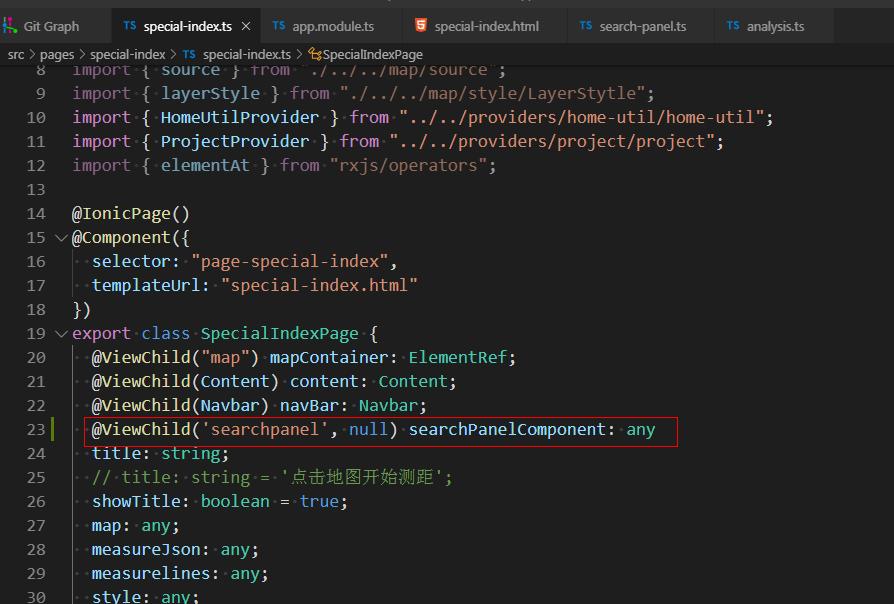 Git Graph TS special-index.ts × TS app.module.ts special-index.html TS search-panel.ts TS analysis.ts
src > pages > special-index > TS special-index.ts > SpecialIndexPage
8 import { source } from "./../../map/source";
9 import { layerStyle } from "./../../map/style/LayerStytle";
10 import { HomeUtilProvider } from "../../providers/home-util/home-util";
11 import { ProjectProvider } from "../../providers/project/project";
12 import { elementAt } from "rxjs/operators";
13
14 @IonicPage()
15 @Component({
16 selector: "page-special-index",
17 templateUrl: "special-index.html"
18 })
19 export class SpecialIndexPage {
20 @ViewChild("map") mapContainer: ElementRef;
21 @ViewChild(Content) content: Content;
22 @ViewChild(Navbar) navBar: Navbar;
23 @ViewChild('searchpanel', null) searchPanelComponent: any
24 title: string;
25 // title: string = '点击地图开始测距';
26 showTitle: boolean = true;
27 map: any;
28 measureJson: any;
29 measurelines: any;
30 style: any;